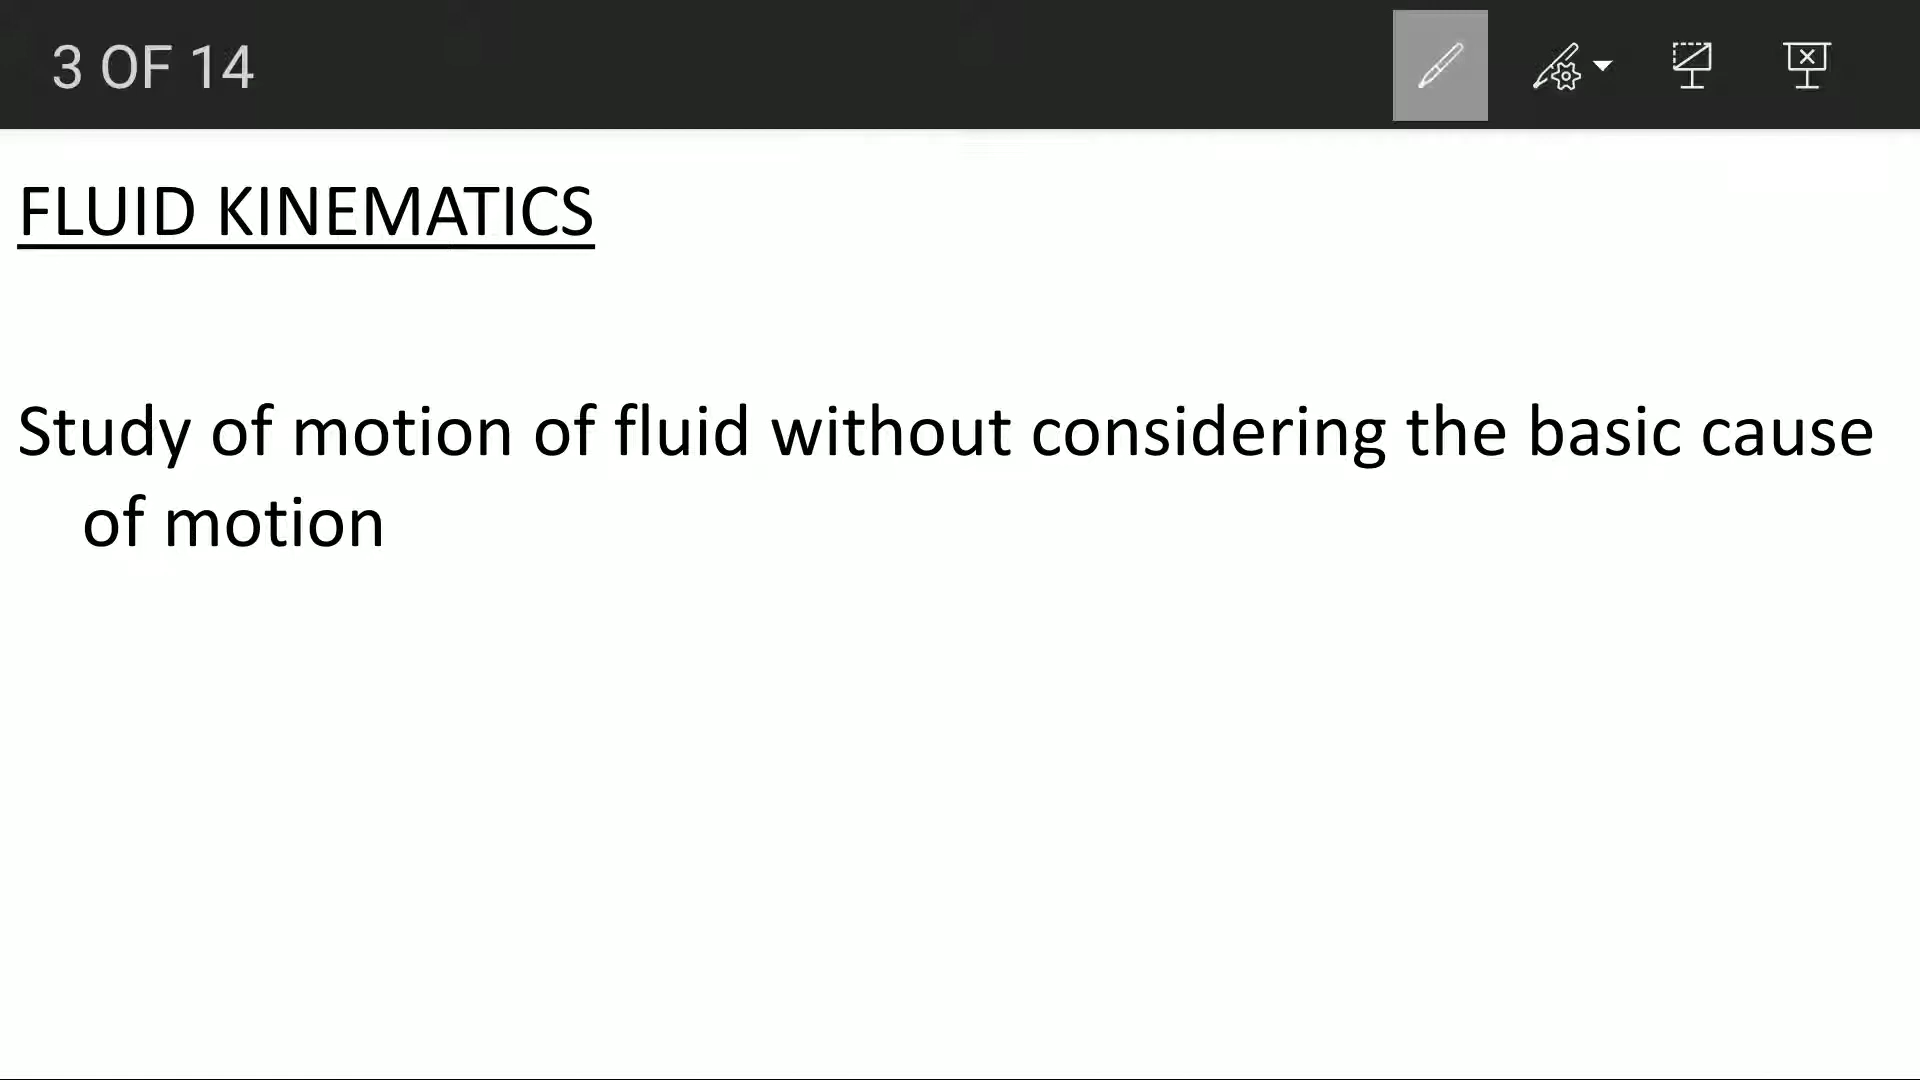 3 OF 14
FLUID KINEMATICS
Study of motion of fluid without considering the basic cause
of motion